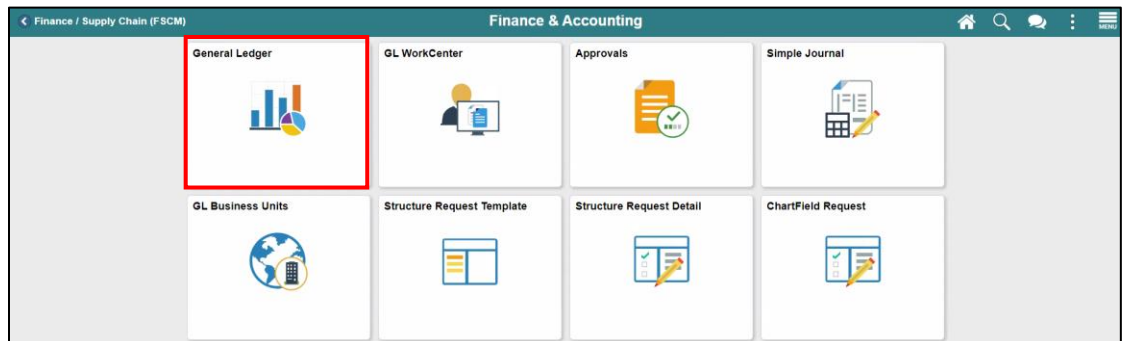 Finance / Supply Chain (FSCM)
Finance & Accounting
MENU
General Ledger
GL WorkCenter
Approvals
Simple Journal
GL Business Units
Structure Request Template
Structure Request Detail
ChartField Request